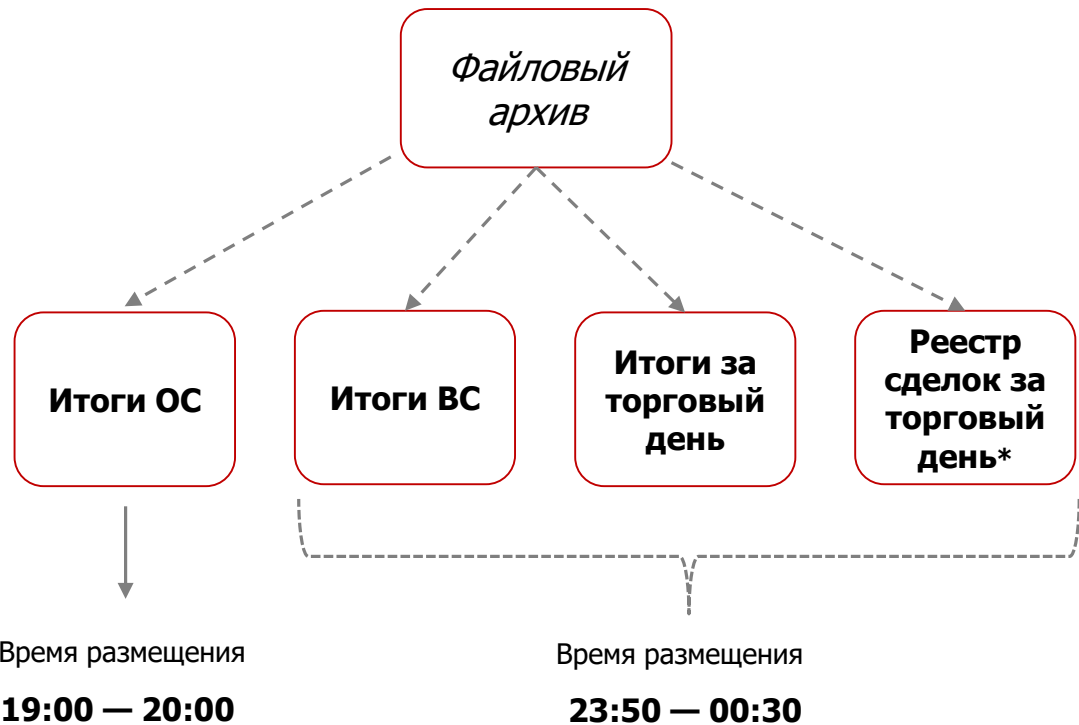 Файловый
архив
Итоги ОС
Итоги ВС
Итоги за
торговый
день
Реестр
сделок за
торговый
день*
Время размещения
19:00 — 20:00
Время размещения
23:50 — 00:30